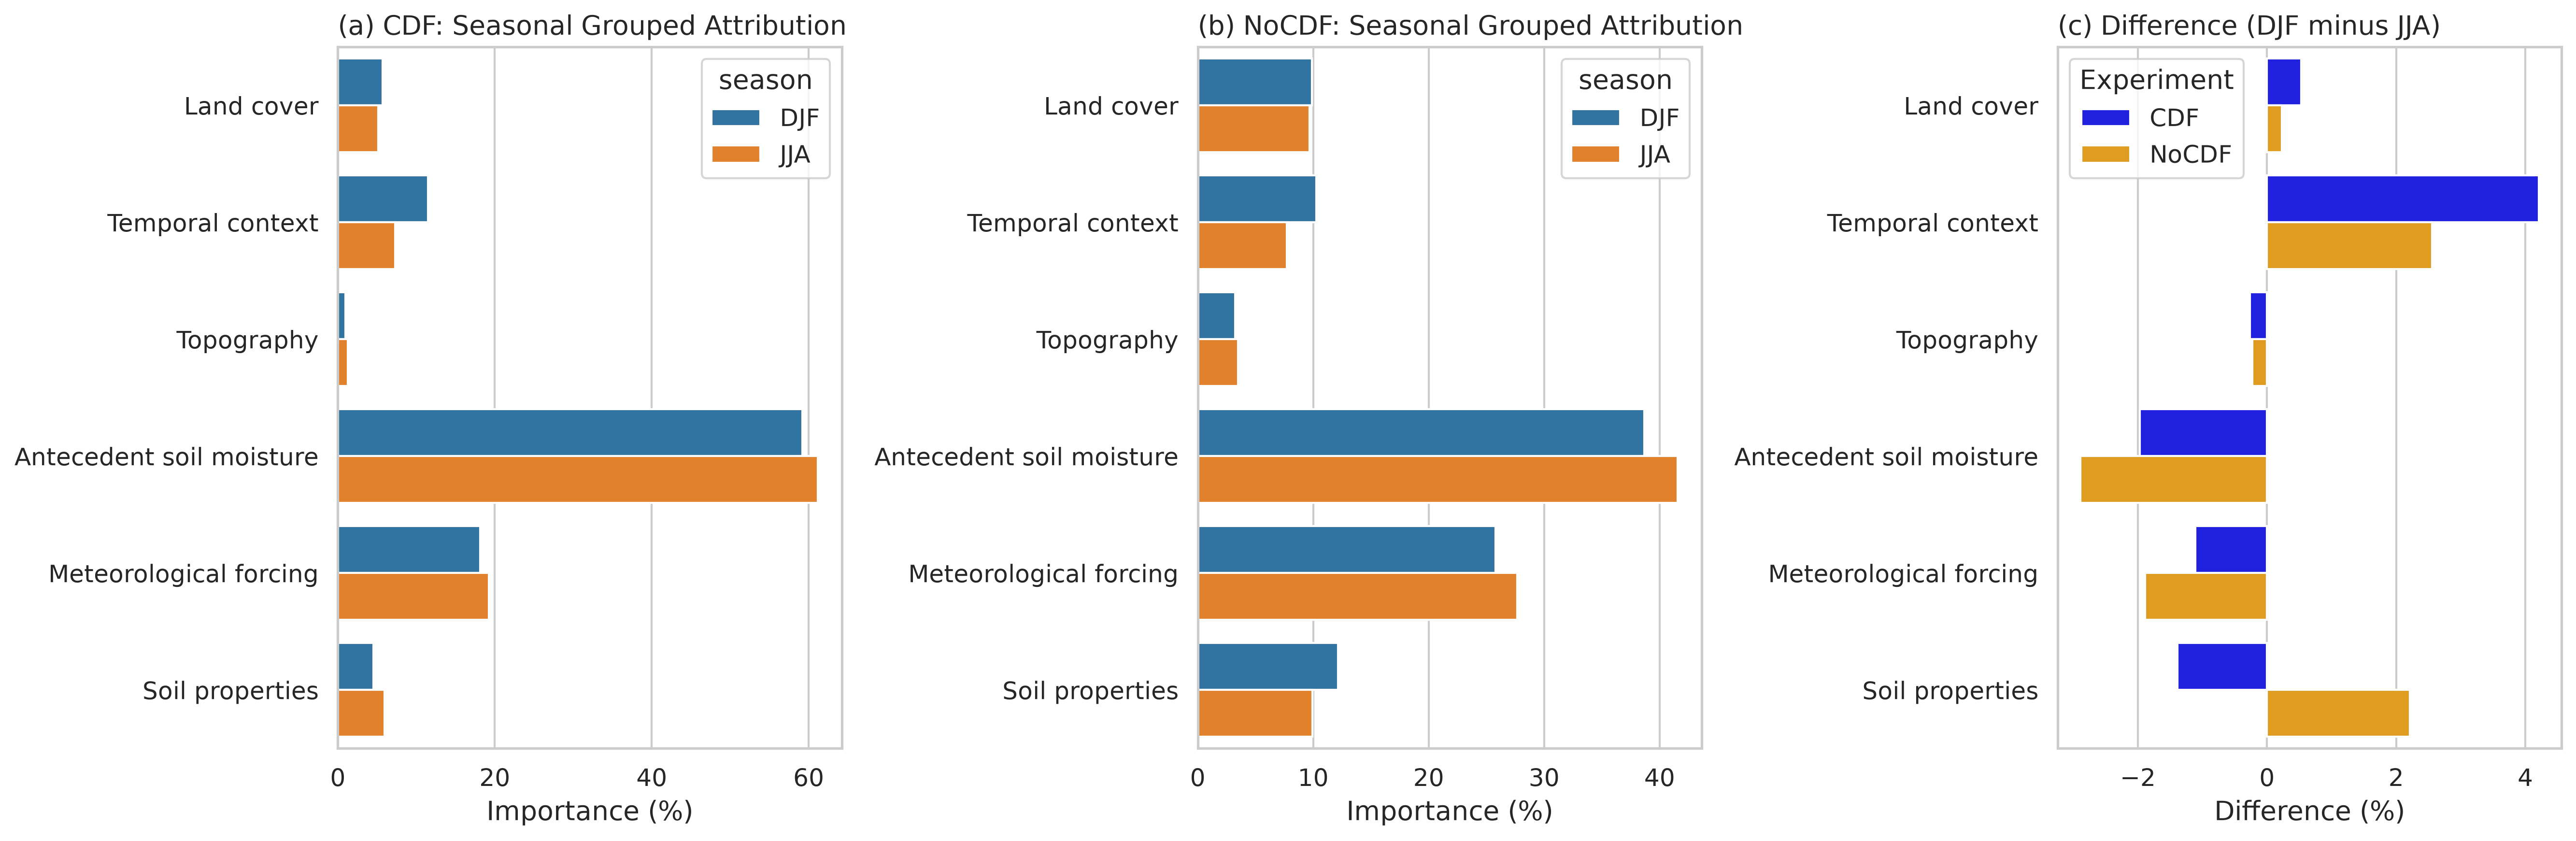 (a) CDF: Seasonal Grouped Attribution
season
DJF
JJA
Land cover
Temporal context
Topography
Antecedent soil moisture
Meteorological forcing
Soil properties
0 20 40 60
Importance (%)
(b) NoCDF: Seasonal Grouped Attribution
season
DJF
JJA
Land cover
Temporal context
Topography
Antecedent soil moisture
Meteorological forcing
Soil properties
0 10 20 30 40
Importance (%)
(c) Difference (DJF minus JJA)
Experiment
CDF
NoCDF
Land cover
Temporal context
Topography
Antecedent soil moisture
Meteorological forcing
Soil properties
−2 0 2 4
Difference (%)